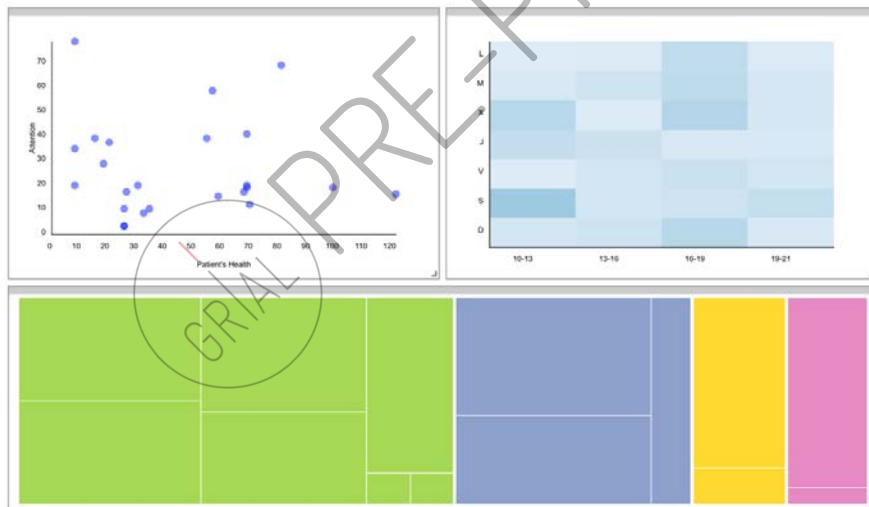 70
60
50
40
30
20
10
0
Attention
0 10 20 30 40 50 60 70 80 90 100 110 120
Patient's Health
L
M
X
J
V
S
D
10-13 13-16 16-19 19-21
GRIAL PRE-PR